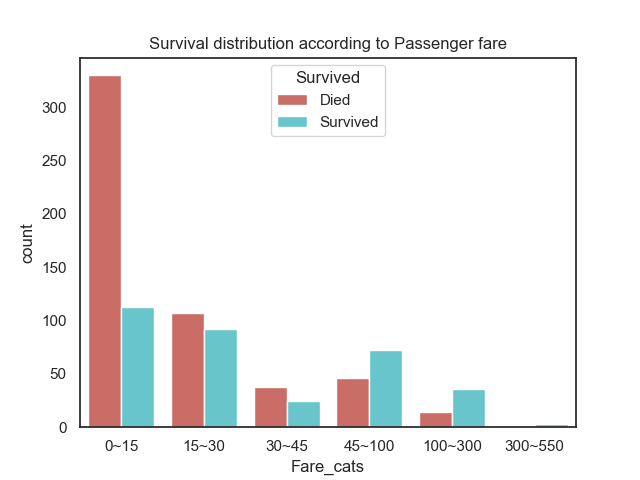 Survival distribution according to Passenger fare
Survived
Died
Survived
count
300
250
200
150
100
50
0
0~15 15~30 30~45 45~100 100~300 300~550
Fare_cats